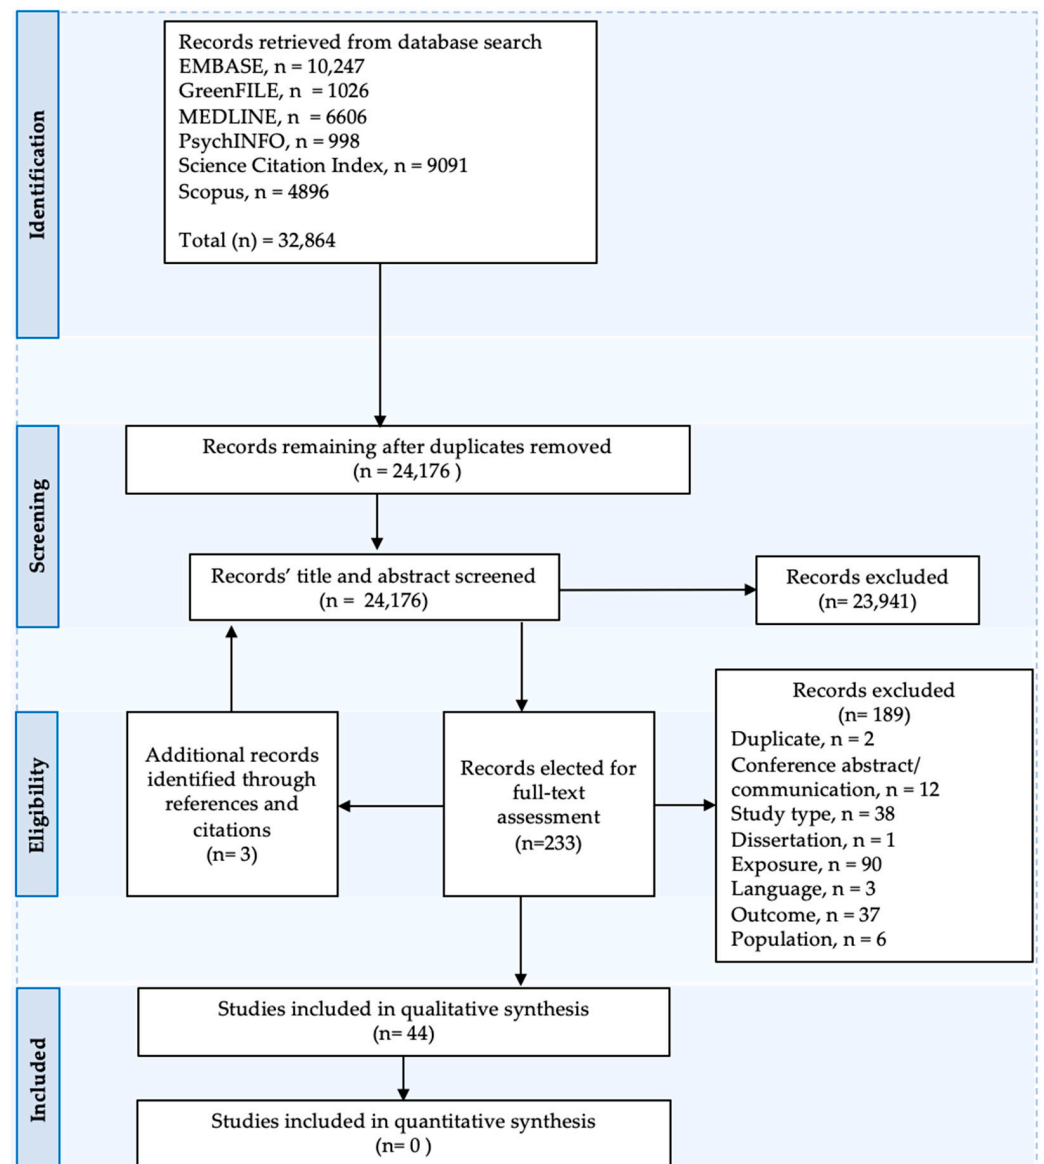 Identification
Records retrieved from database search
EMBASE, n = 10,247
GreenFILE, n  = 1026
MEDLINE, n  = 6606
PsychINFO, n = 998
Science Citation Index, n = 9091
Scopus, n = 4896
Total (n) = 32,864
Screening
Records remaining after duplicates removed
(n = 24,176 )
Records’ title and abstract screened
(n =  24,176)
Records excluded
(n= 23,941)
Eligibility
Additional records
identified through
references and
citations
(n= 3)
Records elected for
full-text
assessment
(n=233)
Records excluded
(n= 189)
Duplicate, n = 2
Conference abstract/
communication, n = 12
Study type, n = 38
Dissertation, n = 1
Exposure, n = 90
Language, n = 3
Outcome, n = 37
Population, n = 6
Included
Studies included in qualitative synthesis
(n= 44)
Studies included in quantitative synthesis
(n= 0 )